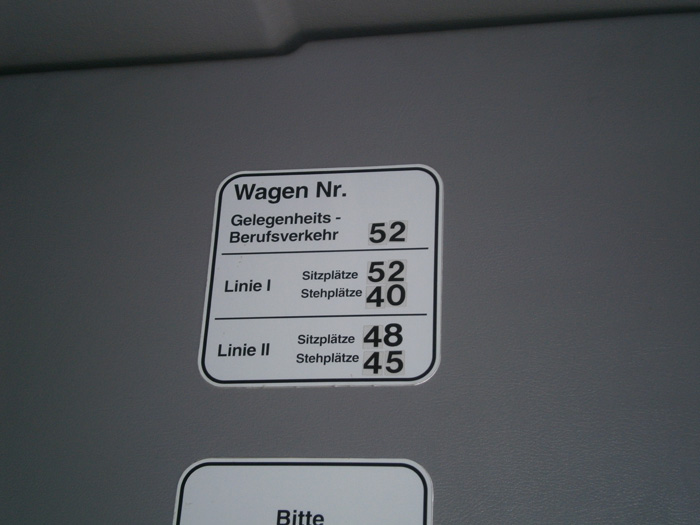 Wagen Nr.
Gelegenheits -
Berufsverkehr 52
Linie I Sitzplätze 52
Stehplätze 40
Linie II Sitzplätze 48
Stehplätze 45
Bitte